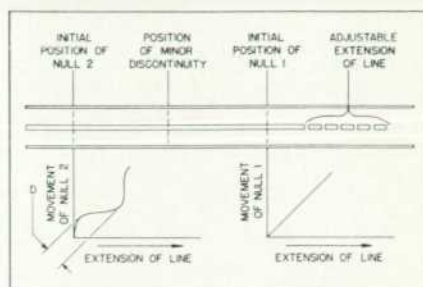 INITIAL
POSITION OF
NULL 2
POSITION
OF MINOR
DISCONTINUITY
INITIAL
POSITION OF
NULL 1
ADJUSTABLE
EXTENSION
OF LINE
MOVEMENT
OF NULL 2
D
EXTENSION OF LINE
MOVEMENT
OF NULL 1
EXTENSION OF LINE